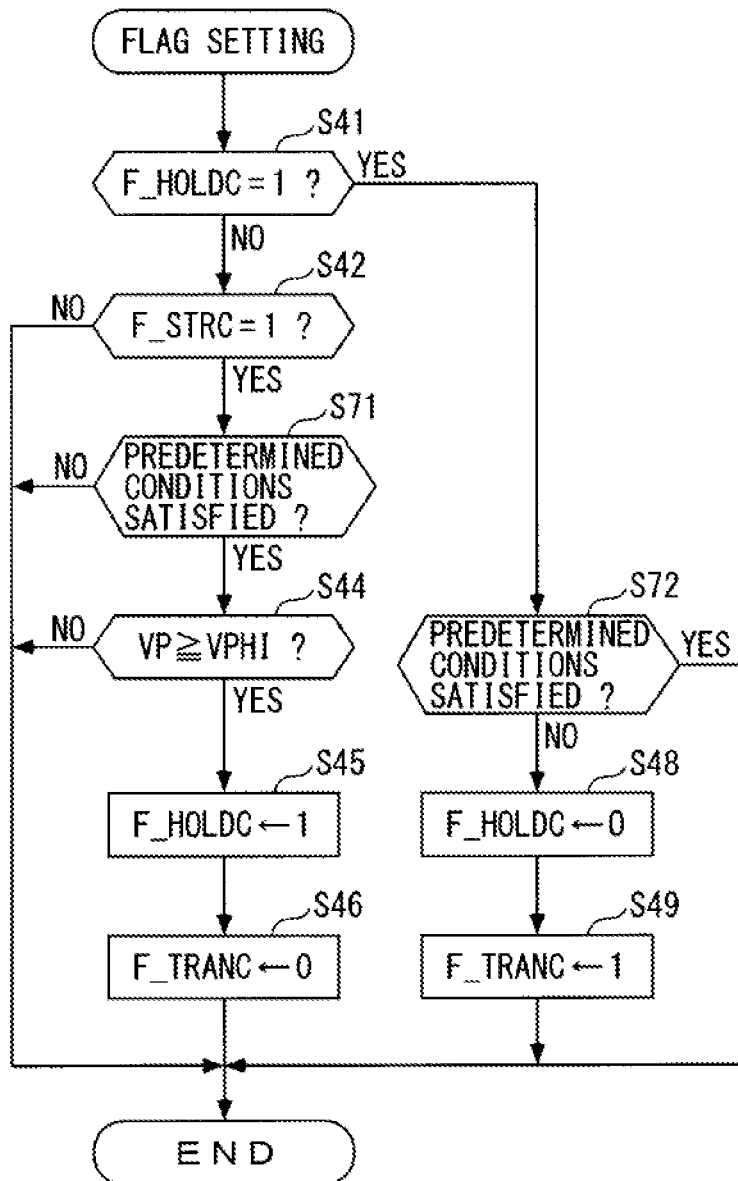 FLAG SETTING
S41
F_HOLDC=1 ?
YES
NO
S42
NO
F_STRC=1 ?
YES
S71
NO
PREDETERMINED
CONDITIONS
SATISFIED ?
YES
S44
NO
VP≧VPHI ?
YES
S72
PREDETERMINED
CONDITIONS
SATISFIED ?
YES
NO
S45
F_HOLDC←1
S48
F_HOLDC←0
S46
F_TRANC←0
S49
F_TRANC←1
END